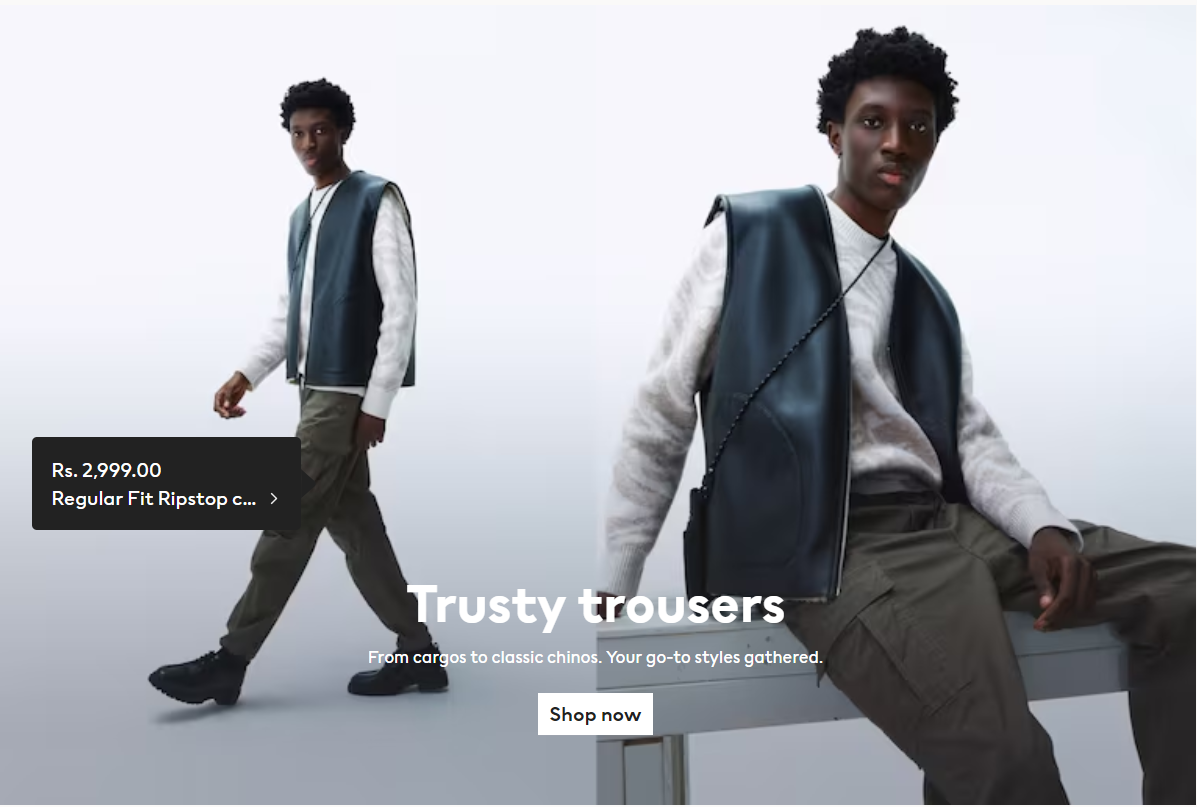 Rs. 2,999.00
Regular Fit Ripstop c...
Trusty trousers
From cargos to classic chinos. Your go-to styles gathered.
Shop now